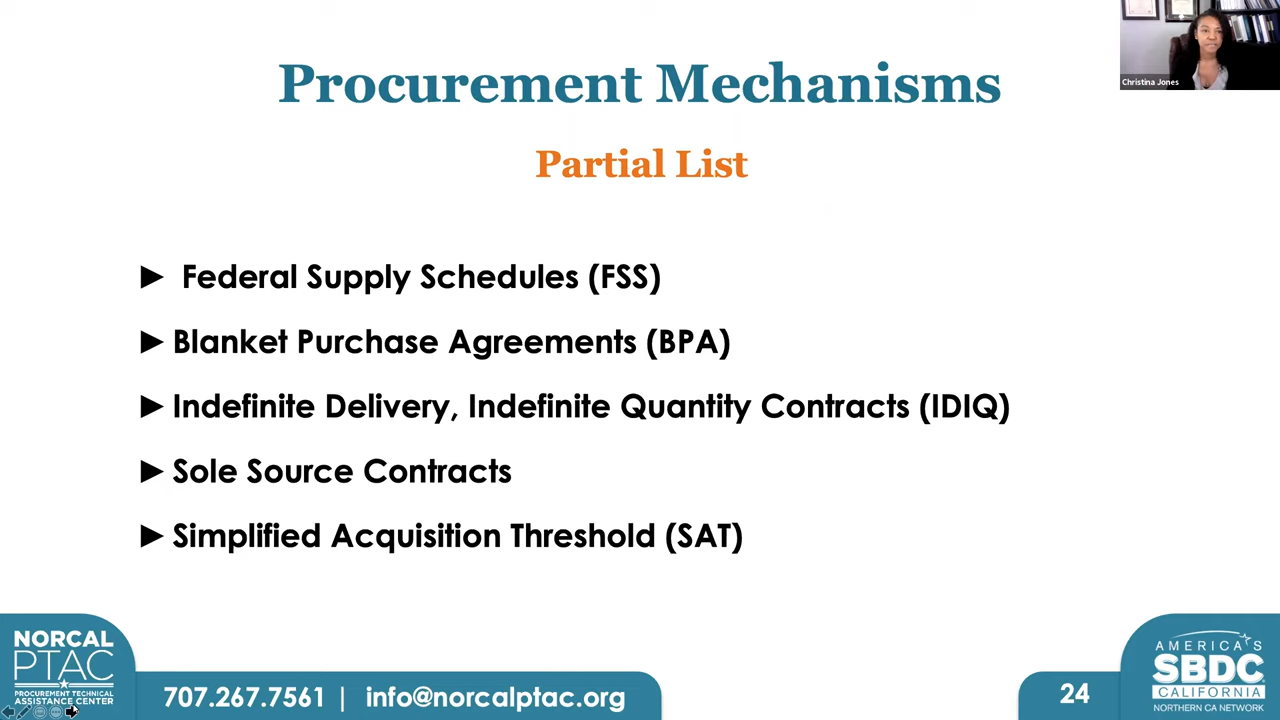 Procurement Mechanisms
Christina Jones
Partial List
► Federal Supply Schedules (FSS)
► Blanket Purchase Agreements (BPA)
► Indefinite Delivery, Indefinite Quantity Contracts (IDIQ)
► Sole Source Contracts
► Simplified Acquisition Threshold (SAT)
NORCAL
PTAC
PROCUREMENT TECHNICAL
ASSISTANCE CENTER
707.267.7561 | info@norcalptac.org
24
AMERICA'S
SBDC
CALIFORNIA
NORTHERN CA NETWORK